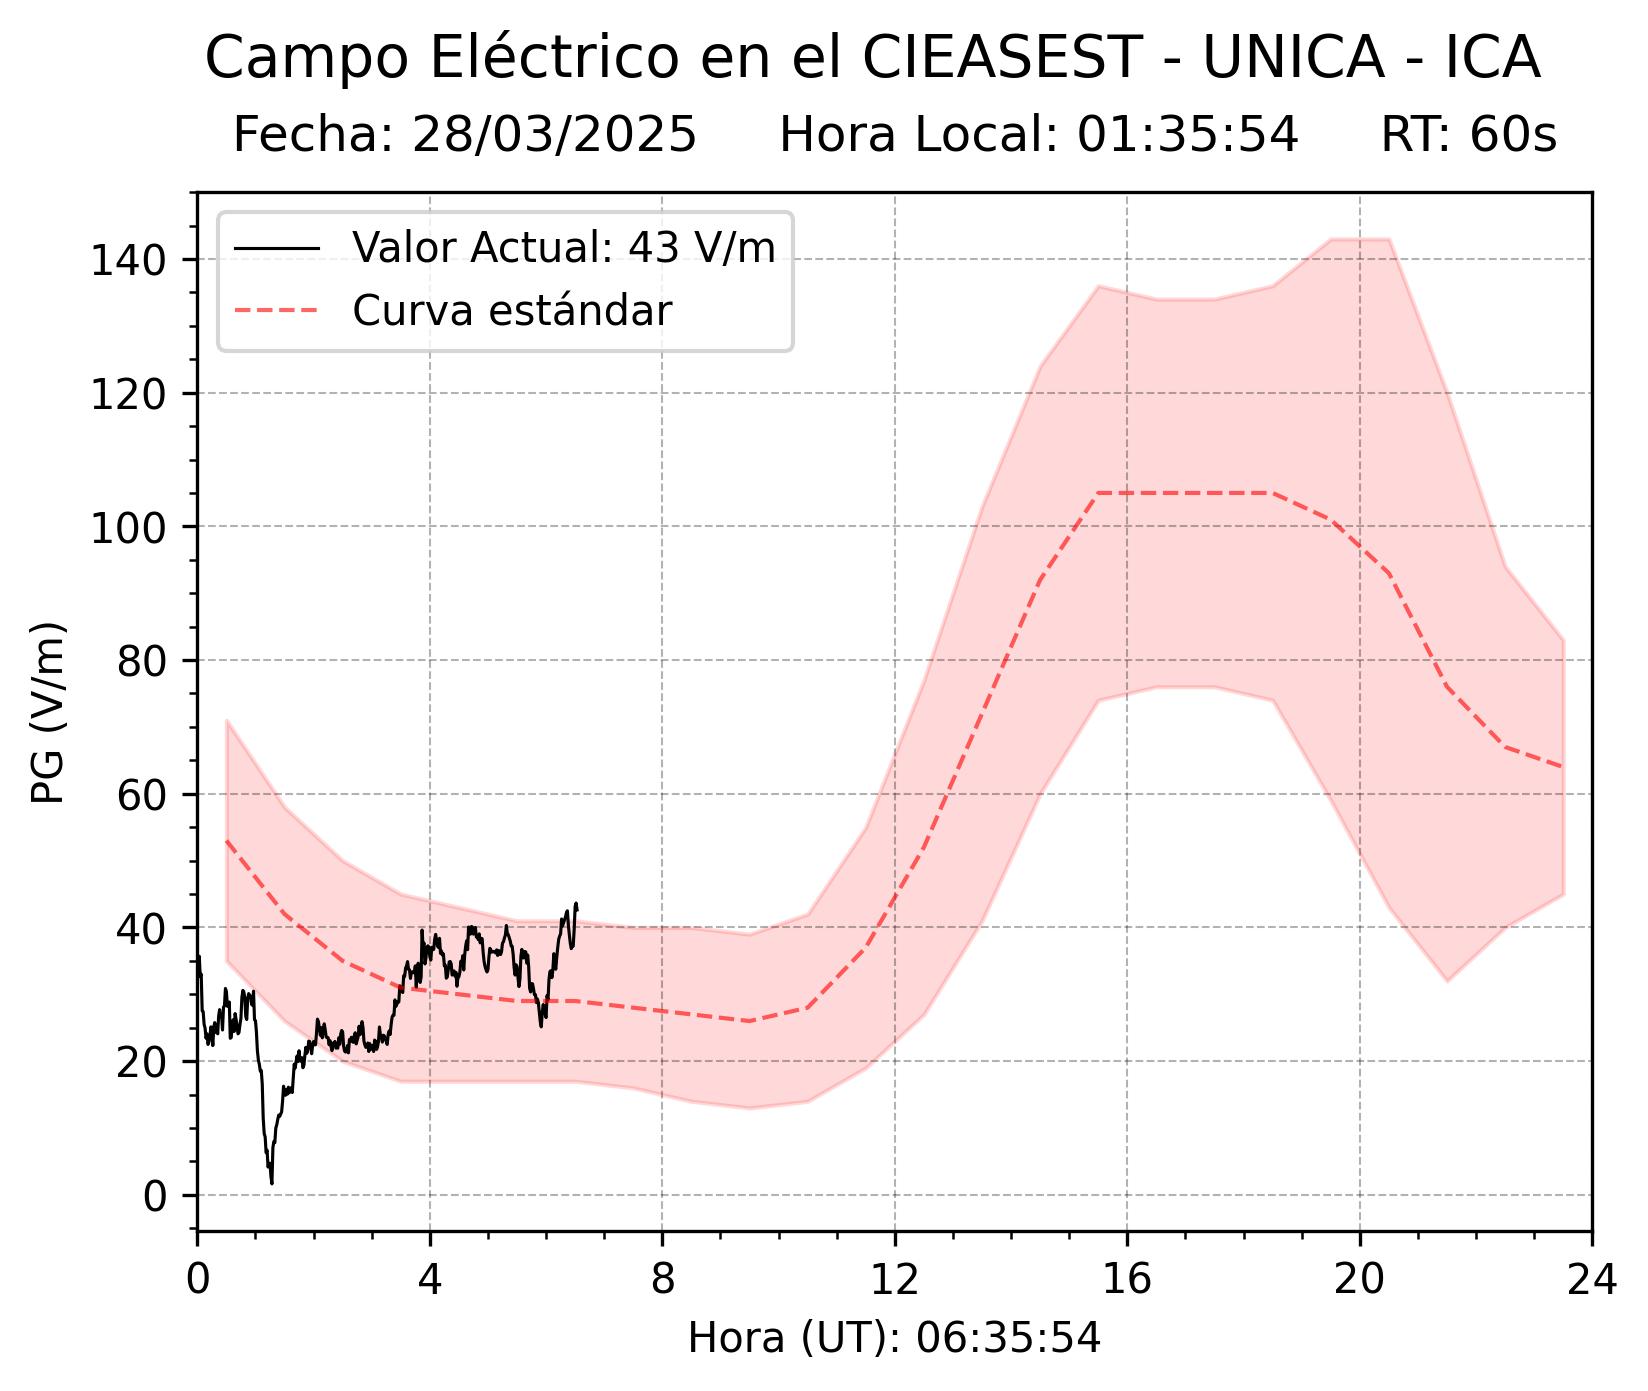 Campo Eléctrico en el CIEASEST - UNICA - ICA
Fecha: 28/03/2025 Hora Local: 01:35:54 RT: 60s
Valor Actual: 43 V/m
Curva estándar
PG (V/m)
140
120
100
80
60
40
20
0
0 4 8 12 16 20 24
Hora (UT): 06:35:54